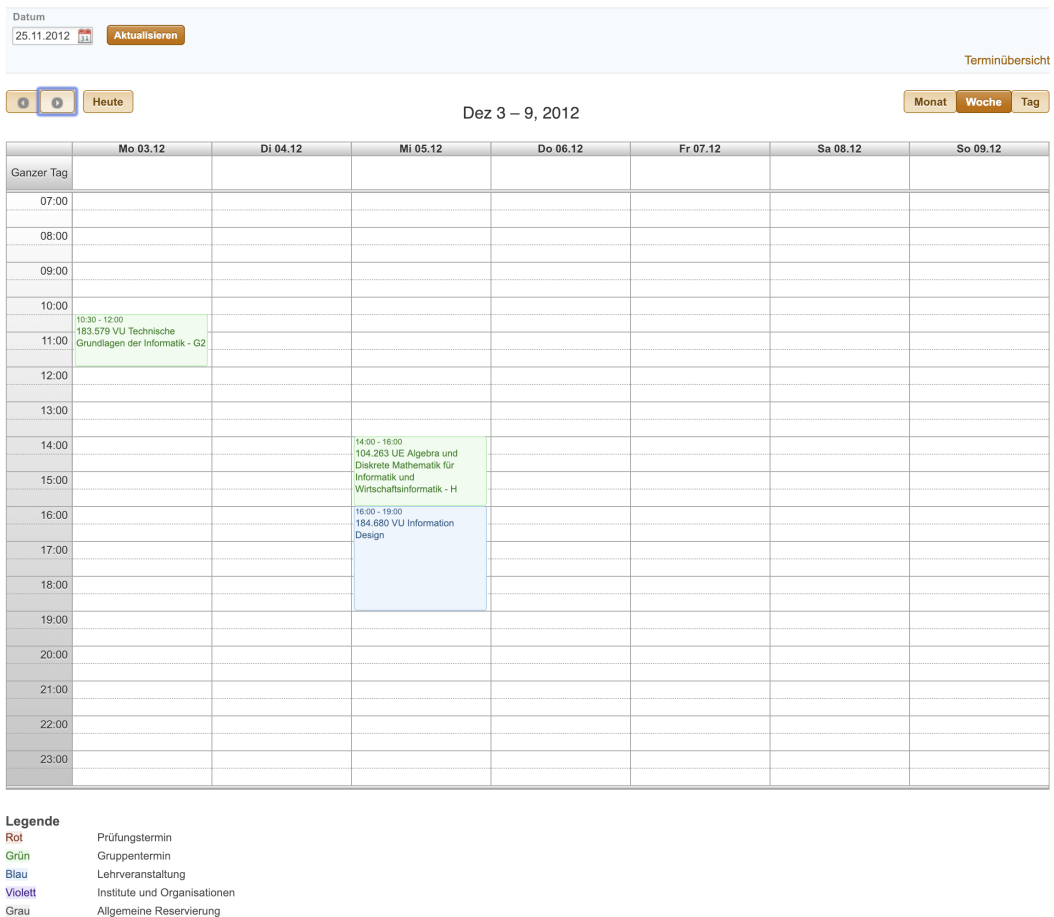 Datum
25.11.2012
Aktualisieren
Terminübersicht
Heute
Dez 3 – 9, 2012
Monat Woche Tag
Mo 03.12 Di 04.12 Mi 05.12 Do 06.12 Fr 07.12 Sa 08.12 So 09.12
Ganzer Tag
07:00
08:00
09:00
10:00
10:30 - 12:00
183.579 VU Technische
Grundlagen der Informatik - G2
11:00
12:00
13:00
14:00
14:00 - 16:00
104.263 UE Algebra und
Diskrete Mathematik für
Informatik und
Wirtschaftsinformatik - H
15:00
16:00
16:00 - 19:00
184.680 VU Information
Design
17:00
18:00
19:00
20:00
21:00
22:00
23:00
Legende
Rot Prüfungstermin
Grün Gruppentermin
Blau Lehrveranstaltung
Violett Institute und Organisationen
Grau Allgemeine Reservierung